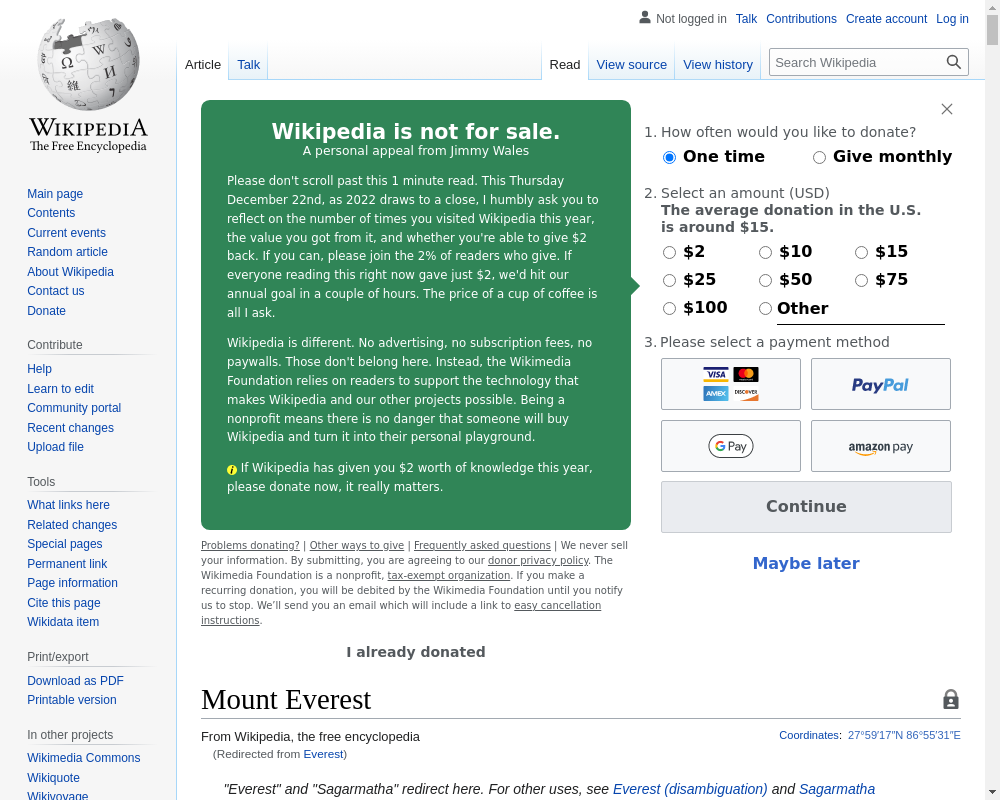 Not logged in Talk Contributions Create account Log in
Article Talk Read View source View history Search Wikipedia
WIKIPEDIA
The Free Encyclopedia
Main page
Contents
Current events
Random article
About Wikipedia
Contact us
Donate
Contribute
Help
Learn to edit
Community portal
Recent changes
Upload file
Tools
What links here
Related changes
Special pages
Permanent link
Page information
Cite this page
Wikidata item
Print/export
Download as PDF
Printable version
In other projects
Wikimedia Commons
Wikiquote
Wikivoyage
Wikipedia is not for sale.
A personal appeal from Jimmy Wales
Please don't scroll past this 1 minute read. This Thursday
December 22nd, as 2022 draws to a close, I humbly ask you to
reflect on the number of times you visited Wikipedia this year,
the value you got from it, and whether you're able to give $2
back. If you can, please join the 2% of readers who give. If
everyone reading this right now gave just $2, we'd hit our
annual goal in a couple of hours. The price of a cup of coffee is
all I ask.
Wikipedia is different. No advertising, no subscription fees, no
paywalls. Those don't belong here. Instead, the Wikimedia
Foundation relies on readers to support the technology that
makes Wikipedia and our other projects possible. Being a
nonprofit means there is no danger that someone will buy
Wikipedia and turn it into their personal playground.
i If Wikipedia has given you $2 worth of knowledge this year,
please donate now, it really matters.
1. How often would you like to donate?
One time Give monthly
2. Select an amount (USD)
The average donation in the U.S.
is around $15.
$2 $10 $15
$25 $50 $75
$100 Other
3. Please select a payment method
VISA mastercard
AMEX DISCOVER
PayPal
G Pay
amazon pay
Continue
Maybe later
Problems donating? | Other ways to give | Frequently asked questions | We never sell
your information. By submitting, you are agreeing to our donor privacy policy. The
Wikimedia Foundation is a nonprofit, tax-exempt organization. If you make a
recurring donation, you will be debited by the Wikimedia Foundation until you notify
us to stop. We'll send you an email which will include a link to easy cancellation
instructions.
I already donated
Mount Everest
From Wikipedia, the free encyclopedia
Coordinates: 27°59′17″N 86°55′31″E
(Redirected from Everest)
"Everest" and "Sagarmatha" redirect here. For other uses, see Everest (disambiguation) and Sagarmatha